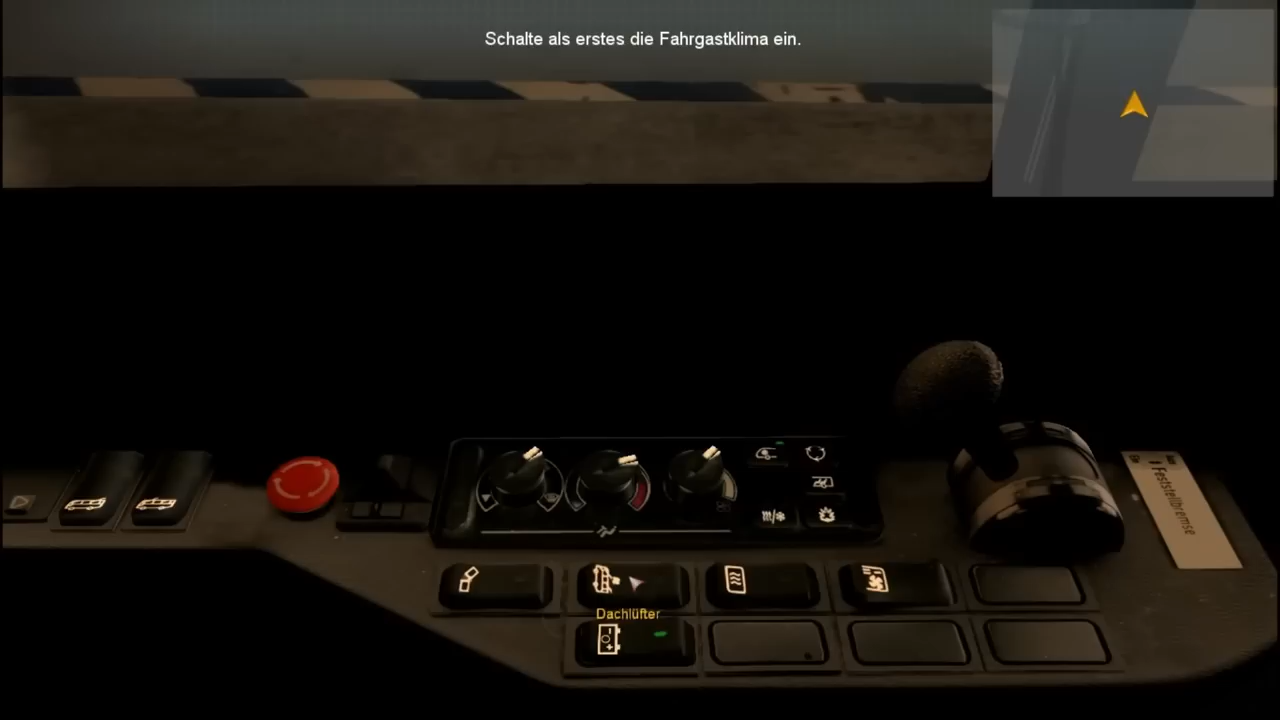 Schalte als erstes die Fahrgastklima ein.
Feststellbremse
Dachlüfter